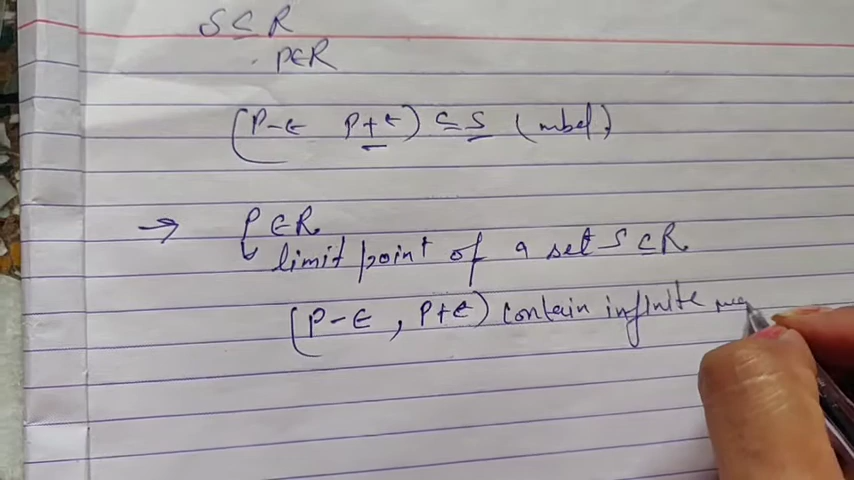 S ⊆ R
P∈R
(P-ϵ P+ϵ) ⊆ S (nbd)
→ P∈R
limit point of a set S ⊆ R
(P-ϵ, P+ϵ) contain infinite